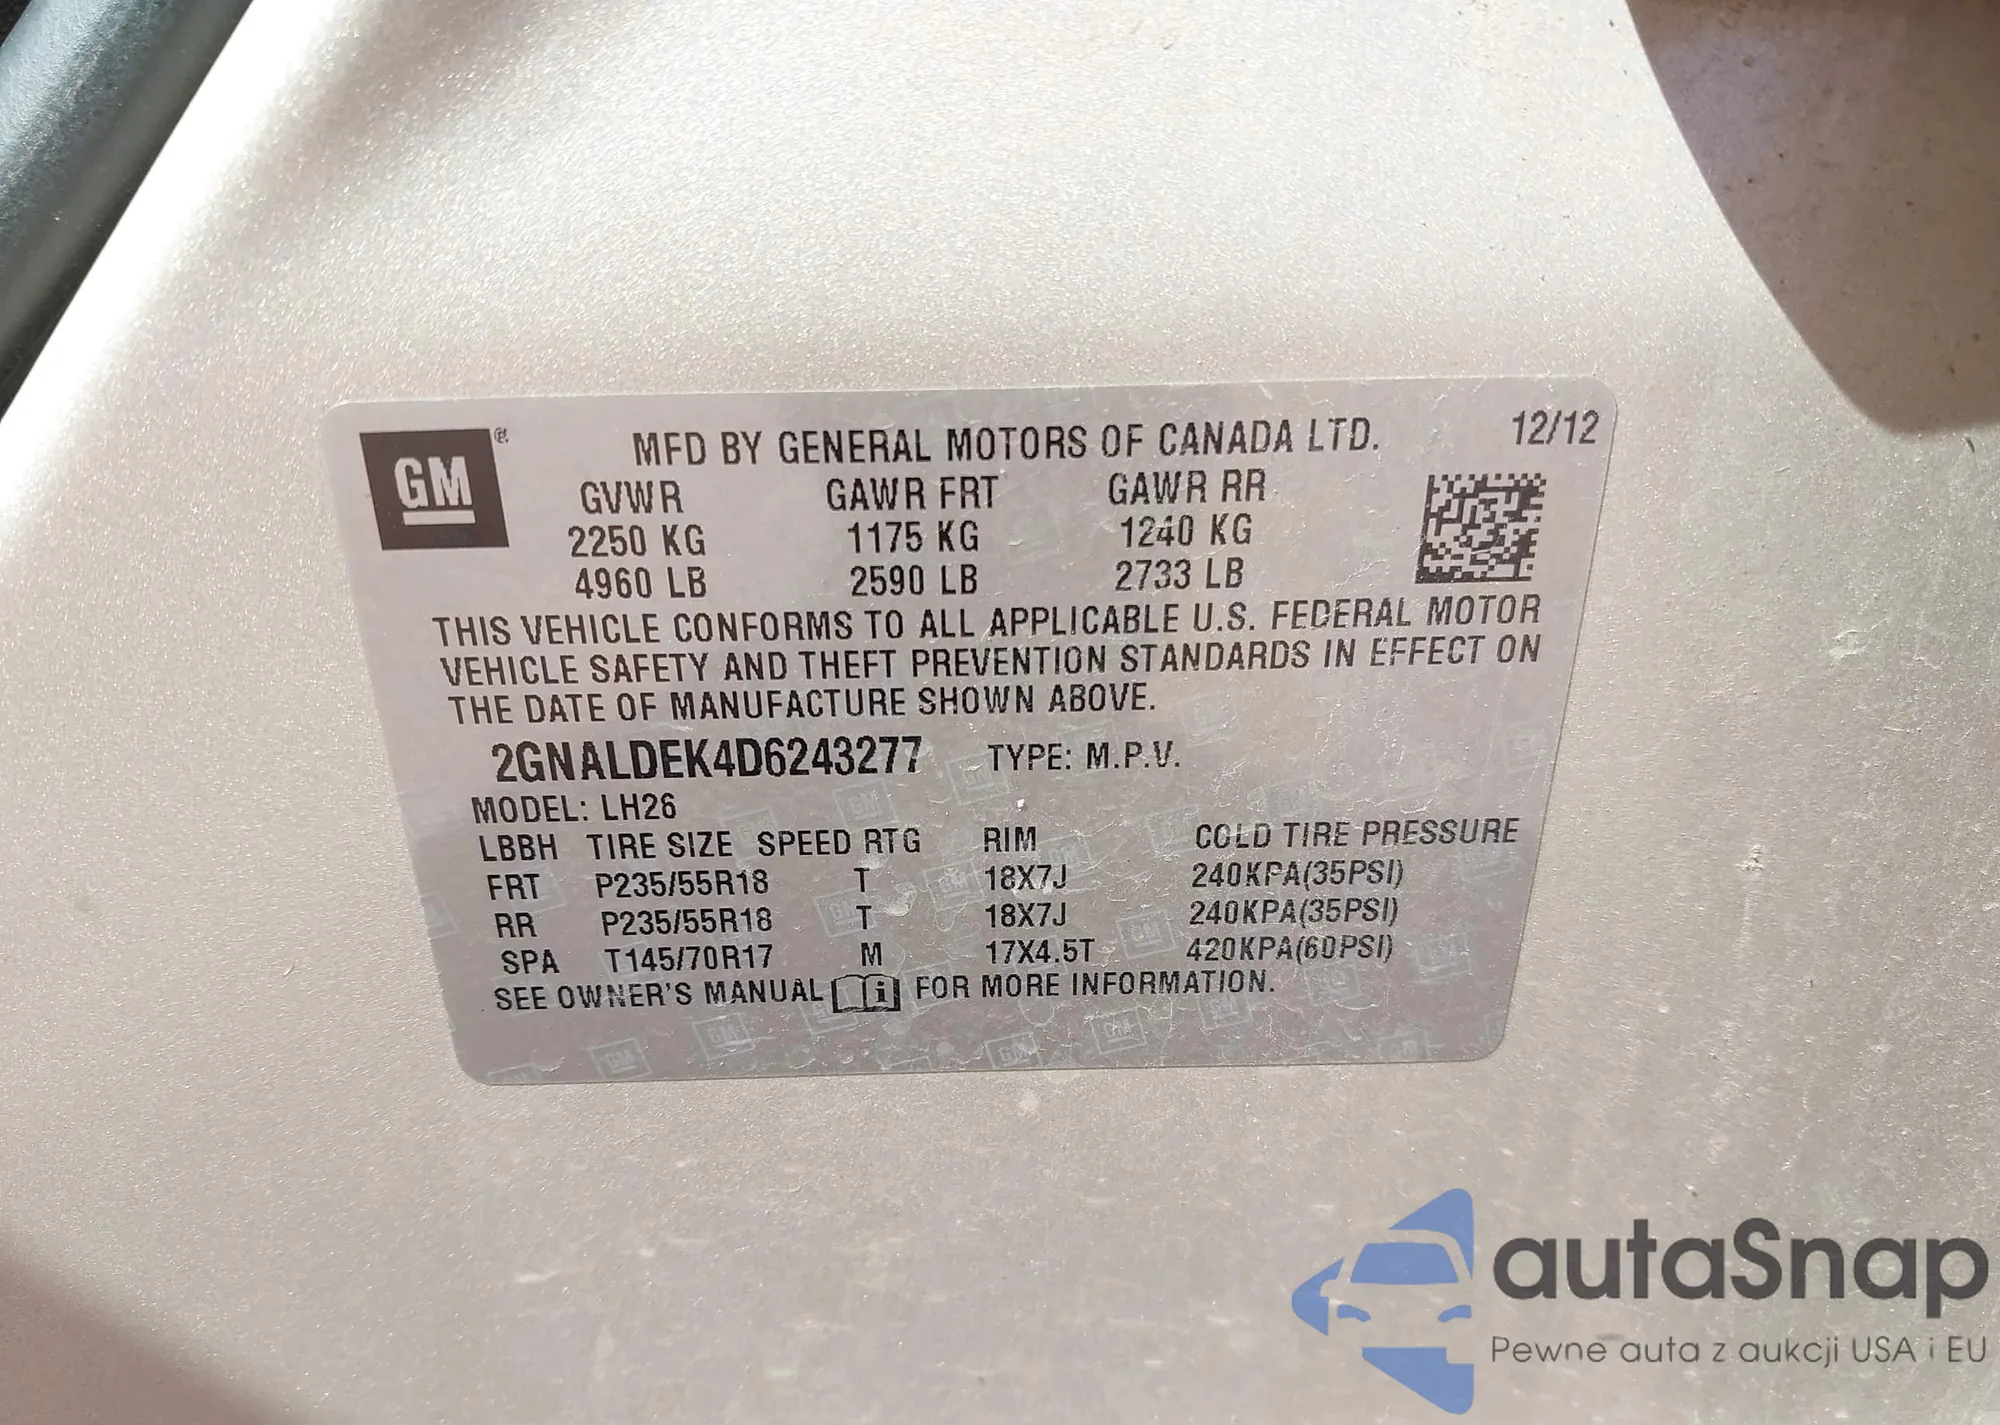 GM
MFD BY GENERAL MOTORS OF CANADA LTD. 12/12
GVWR GAWR FRT GAWR RR
2250 KG 1175 KG 1240 KG
4960 LB 2590 LB 2733 LB
THIS VEHICLE CONFORMS TO ALL APPLICABLE U.S. FEDERAL MOTOR
VEHICLE SAFETY AND THEFT PREVENTION STANDARDS IN EFFECT ON
THE DATE OF MANUFACTURE SHOWN ABOVE.
2GNALDEK4D6243277 TYPE: M.P.V.
MODEL: LH26
LBBH TIRE SIZE SPEED RTG RIM COLD TIRE PRESSURE
FRT P235/55R18 T 18X7J 240KPA(35PSI)
RR P235/55R18 T 18X7J 240KPA(35PSI)
SPA T145/70R17 M 17X4.5T 420KPA(60PSI)
SEE OWNER'S MANUAL i FOR MORE INFORMATION.
autaSnap
Pewne auta z aukcji USA i EU